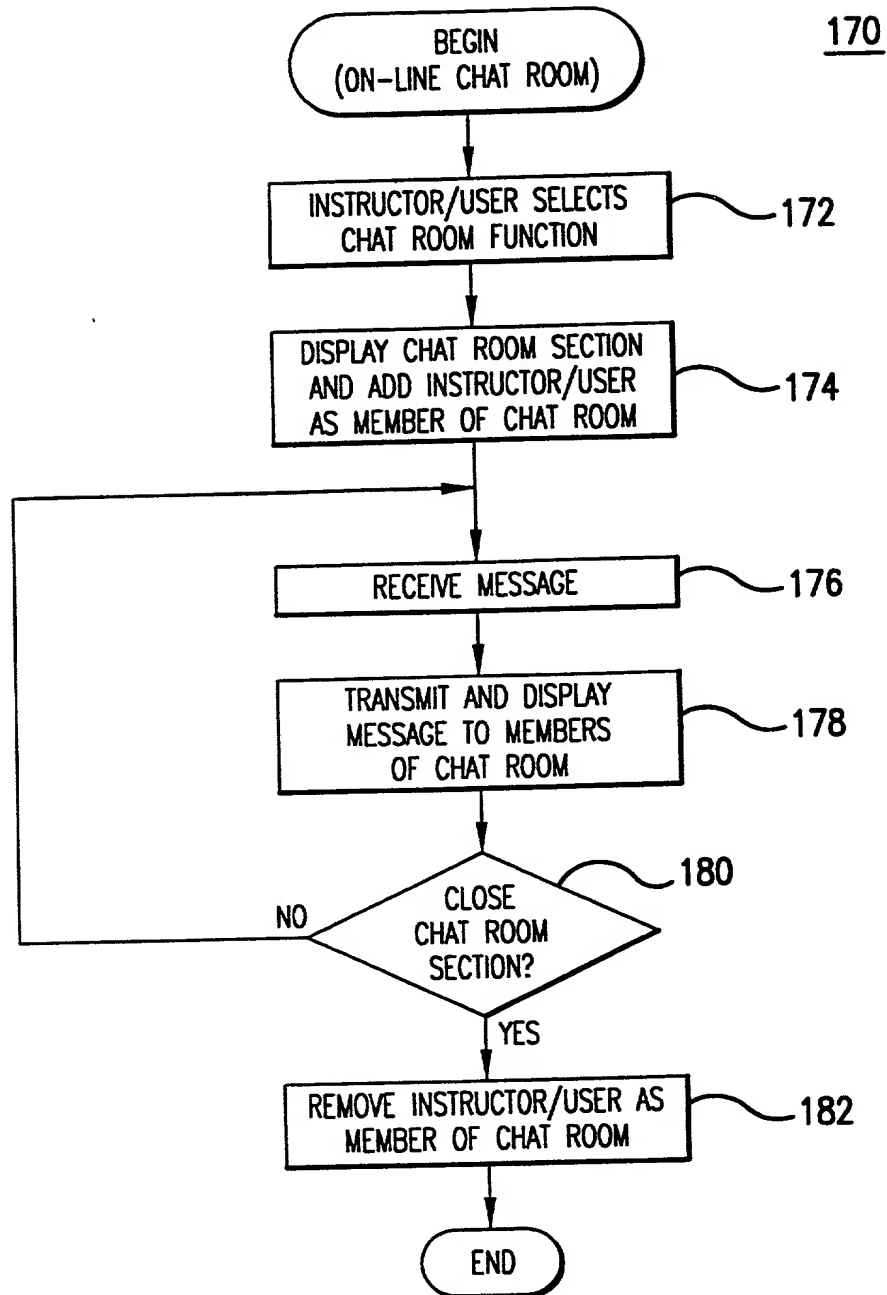 170
BEGIN
(ON-LINE CHAT ROOM)
INSTRUCTOR/USER SELECTS
CHAT ROOM FUNCTION
172
DISPLAY CHAT ROOM SECTION
AND ADD INSTRUCTOR/USER
AS MEMBER OF CHAT ROOM
174
RECEIVE MESSAGE
176
TRANSMIT AND DISPLAY
MESSAGE TO MEMBERS
OF CHAT ROOM
178
CLOSE
CHAT ROOM
SECTION?
180
NO
YES
REMOVE INSTRUCTOR/USER AS
MEMBER OF CHAT ROOM
182
END